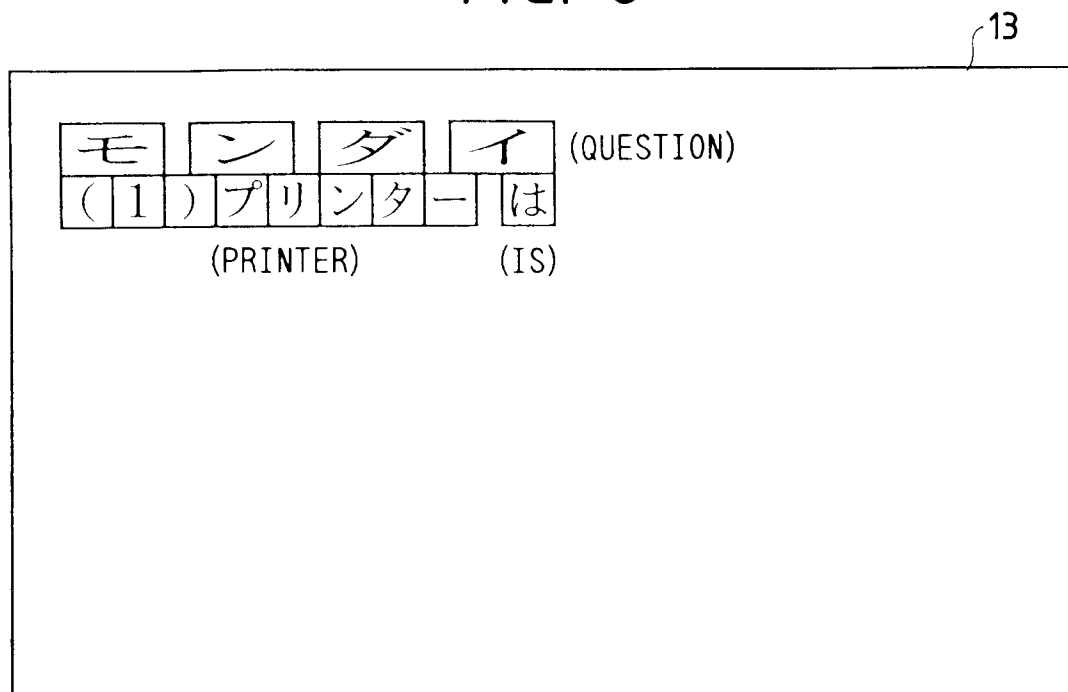 13
モンダイ (QUESTION)
(1)プリンター は
(PRINTER) (IS)